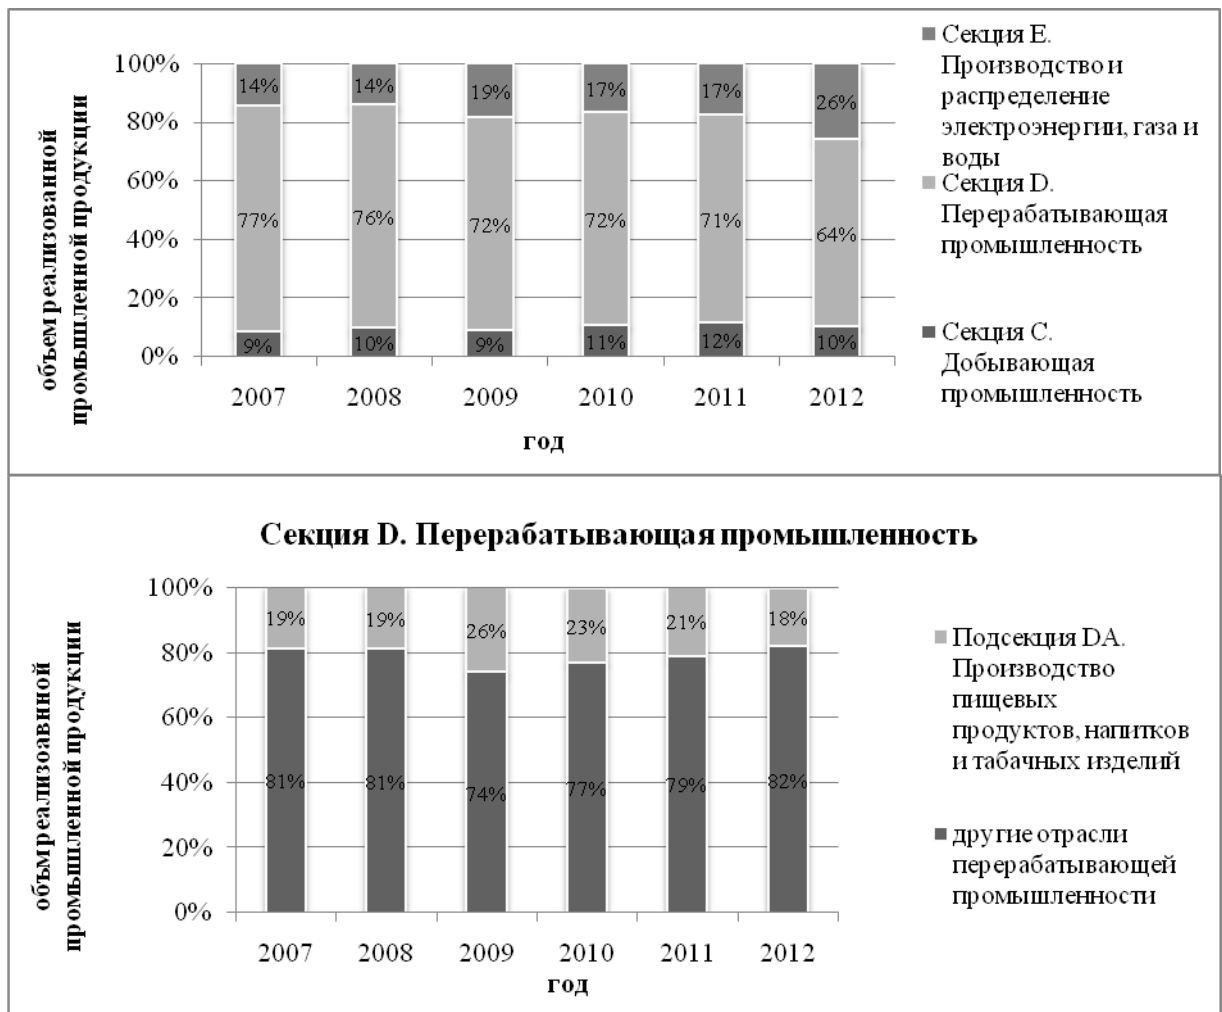 объем реализованной
промышленной продукции
100%
80%
60%
40%
20%
0%
14%
14%
19%
17%
17%
26%
77%
76%
72%
72%
71%
64%
9%
10%
9%
11%
12%
10%
2007
2008
2009
2010
2011
2012
год
Секция E.
Производство и
распределение
электроэнергии, газа и
воды
Секция D.
Перерабатывающая
промышленность
Секция C.
Добывающая
промышленность
Секция D. Перерабатывающая промышленность
объмреализоавнной
промышленной продукции
100%
80%
60%
40%
20%
0%
19%
19%
26%
23%
21%
18%
81%
81%
74%
77%
79%
82%
2007
2008
2009
2010
2011
2012
год
Подсекция DA.
Производство
пищевых
продуктов, напитков
и табачных изделий
другие отрасли
перерабатывающей
промышленности